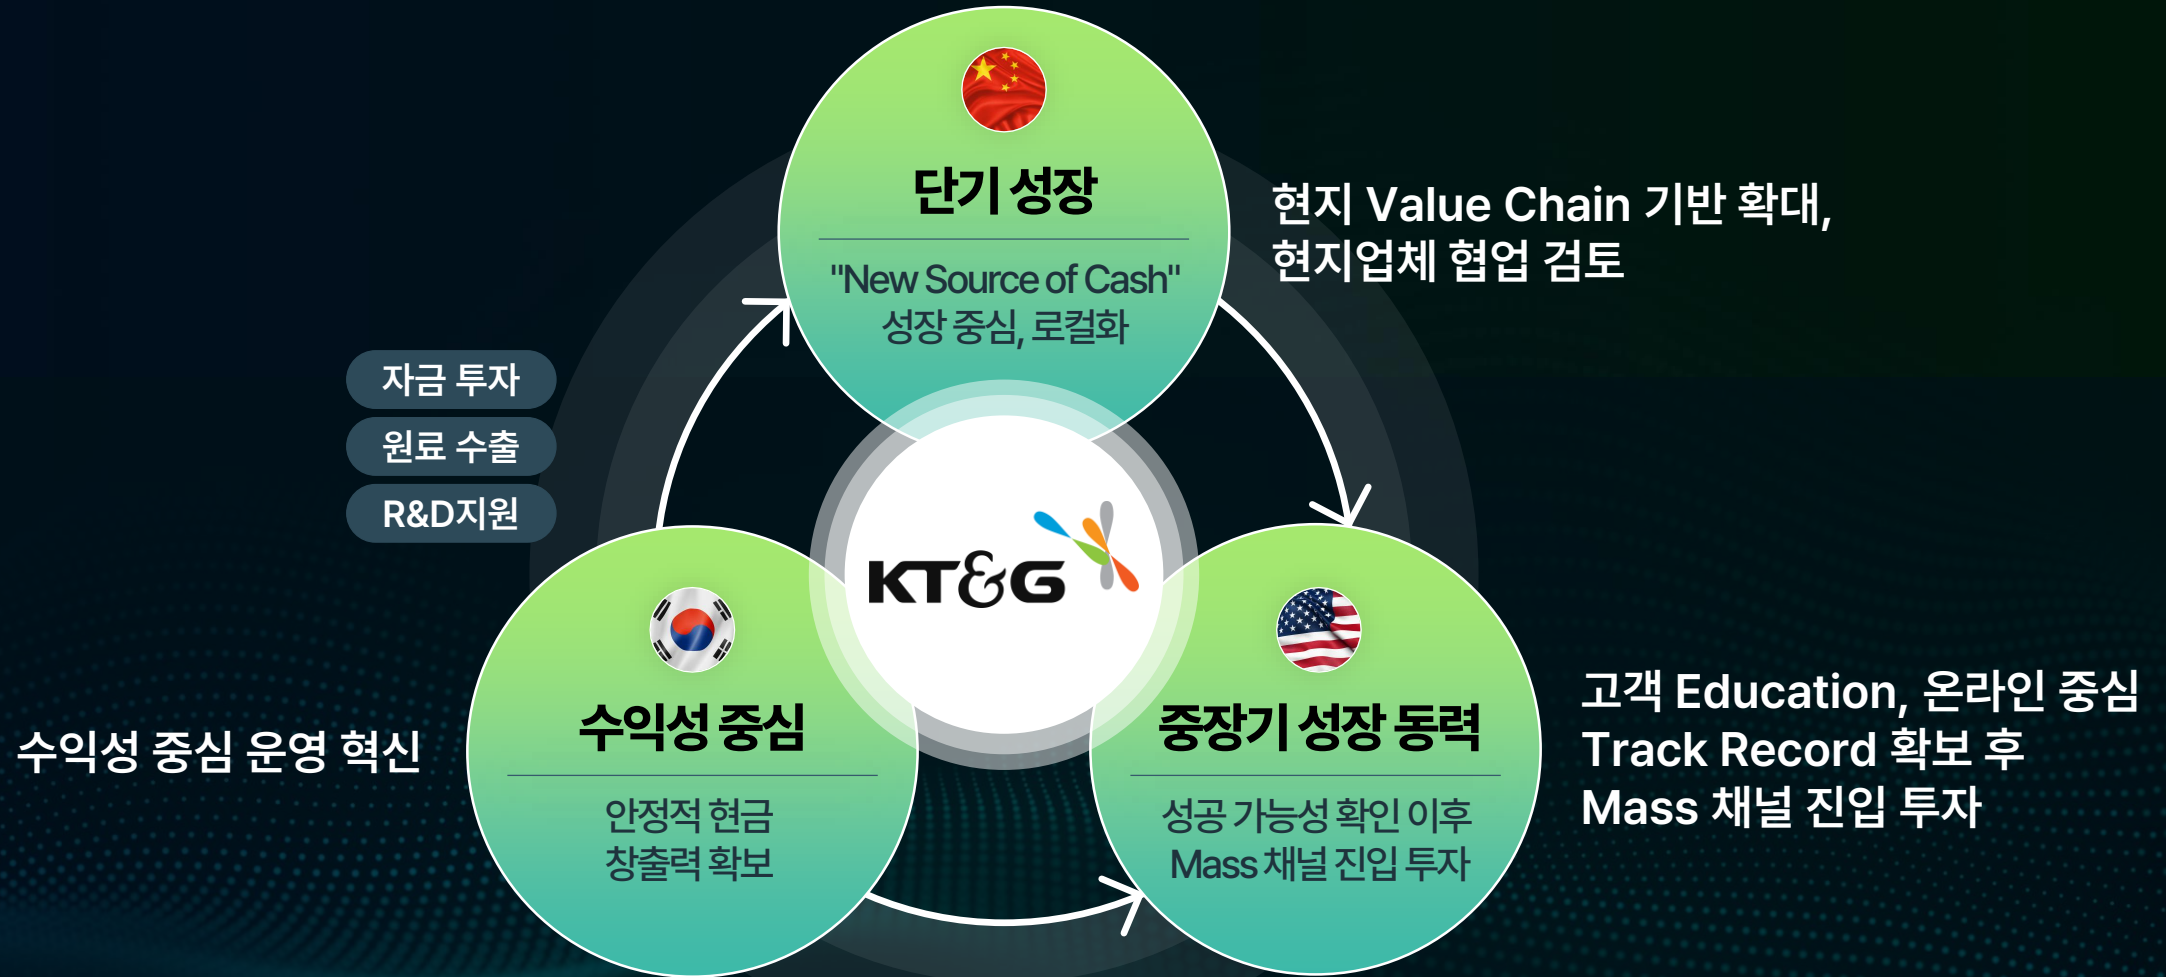 단기 성장
"New Source of Cash"
성장 중심, 로컬화
현지 Value Chain 기반 확대,
현지업체 협업 검토
자금 투자
원료 수출
R&D지원
KT&G
수익성 중심 운영 혁신
수익성 중심
안정적 현금
창출력 확보
중장기 성장 동력
성공 가능성 확인 이후
Mass 채널 진입 투자
고객 Education, 온라인 중심
Track Record 확보 후
Mass 채널 진입 투자